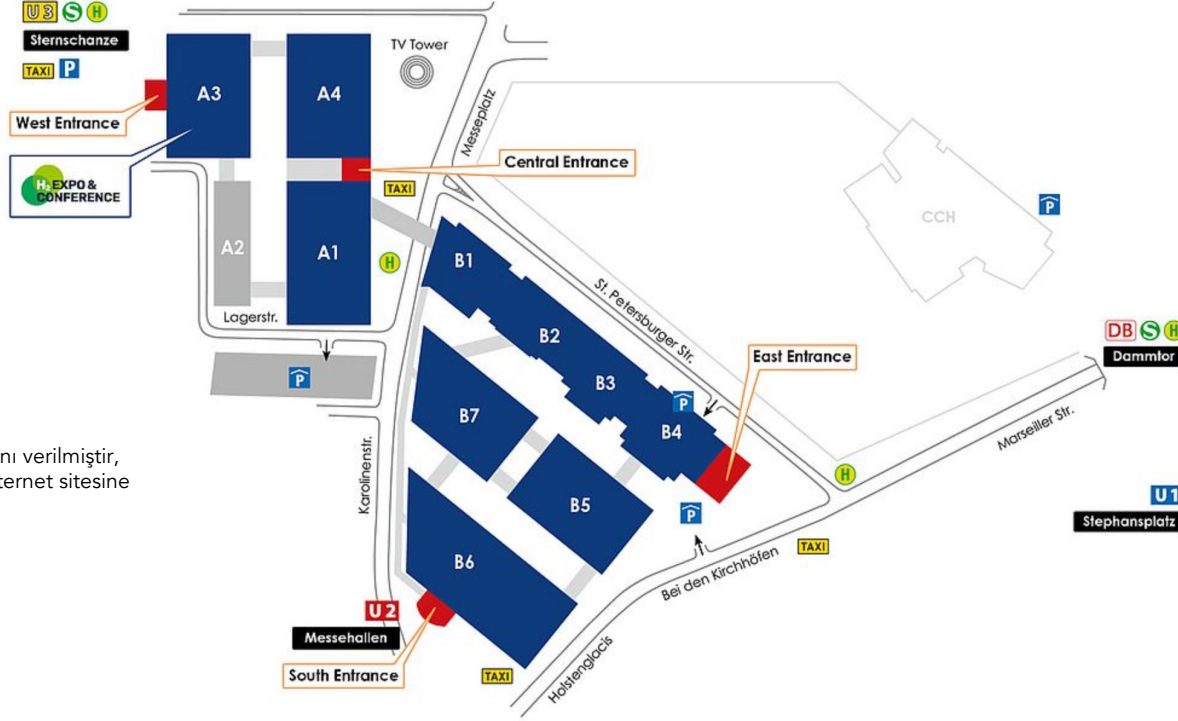 U3 S H
Sternschanze
TAXI P
West Entrance
H2 EXPO &
CONFERENCE
A3
A4
TV Tower
Messeplatz
Central Entrance
TAXI
A2
A1
H
Lagerstr.
P
CCH
P
B1
B2
B3
B4
P
St. Petersburger Str.
East Entrance
DB S H
Dammtor
Marseiller Str.
B7
B5
B6
Karolinenstr.
nı verilmiştir,
ternet sitesine
H
P
U1
Stephansplatz
TAXI
Bei den Kirchhöfen
U2
Messehallen
South Entrance
TAXI
Holstenglacis